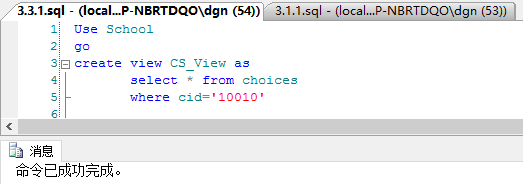 3.3.1.sql - (local...P-NBRTDQO\dgn (54)) 3.1.1.sql - (local...P-NBRTDQO\dgn (53))
1 Use School
2 go
3 create view CS_View as
4 select * from choices
5 where cid='10010'
6
消息
命令已成功完成。